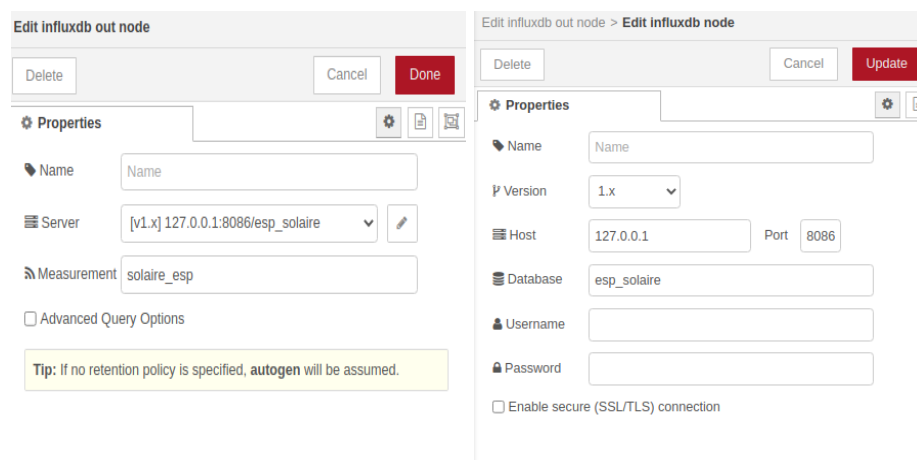 Edit influxdb out node
Delete
Cancel
Done
Properties
Name
Name
Server
[v1.x] 127.0.0.1:8086/esp_solaire
Measurement
solaire_esp
Advanced Query Options
Tip: If no retention policy is specified, autogen will be assumed.
Edit influxdb out node > Edit influxdb node
Delete
Cancel
Update
Properties
Name
Name
Version
1.x
Host
127.0.0.1
Port
8086
Database
esp_solaire
Username
Password
Enable secure (SSL/TLS) connection